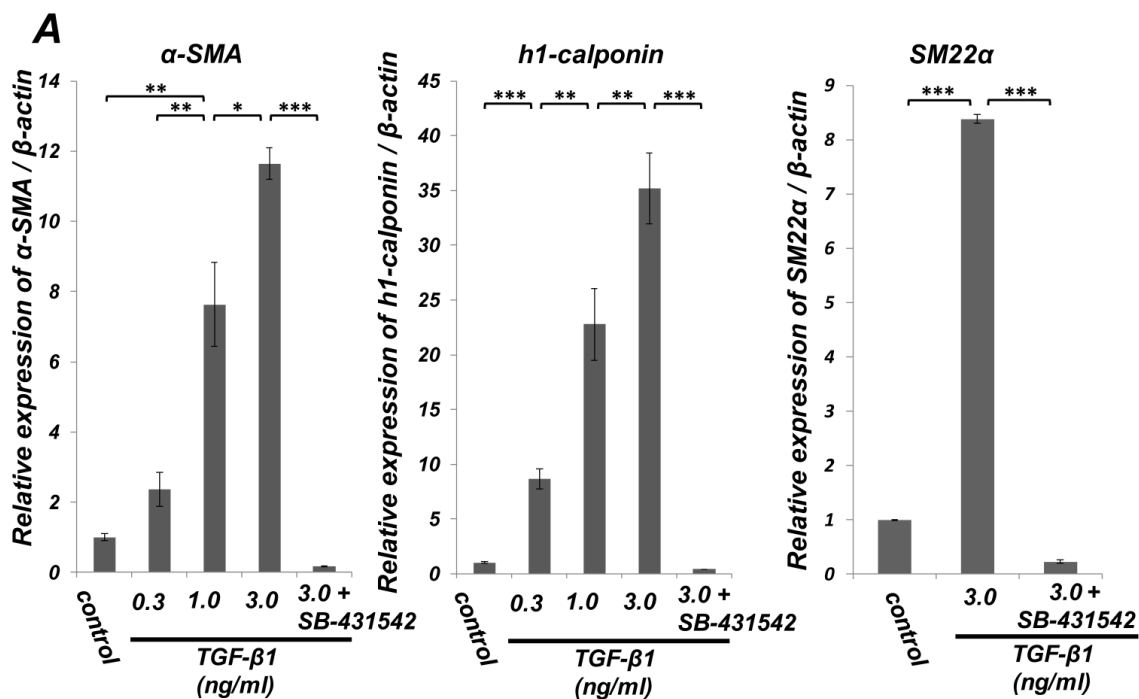 A
α-SMA
Relative expression of α-SMA / β-actin
14
12
10
8
6
4
2
0
**
**
*
***
control
0.3
1.0
3.0
3.0 +
SB-431542
TGF-β1
(ng/ml)
h1-calponin
Relative expression of h1-calponin / β-actin
45
40
35
30
25
20
15
10
5
0
***
**
**
***
control
0.3
1.0
3.0
3.0 +
SB-431542
TGF-β1
(ng/ml)
SM22α
Relative expression of SM22α / β-actin
9
8
7
6
5
4
3
2
1
0
***
***
control
3.0
3.0 +
SB-431542
TGF-β1
(ng/ml)